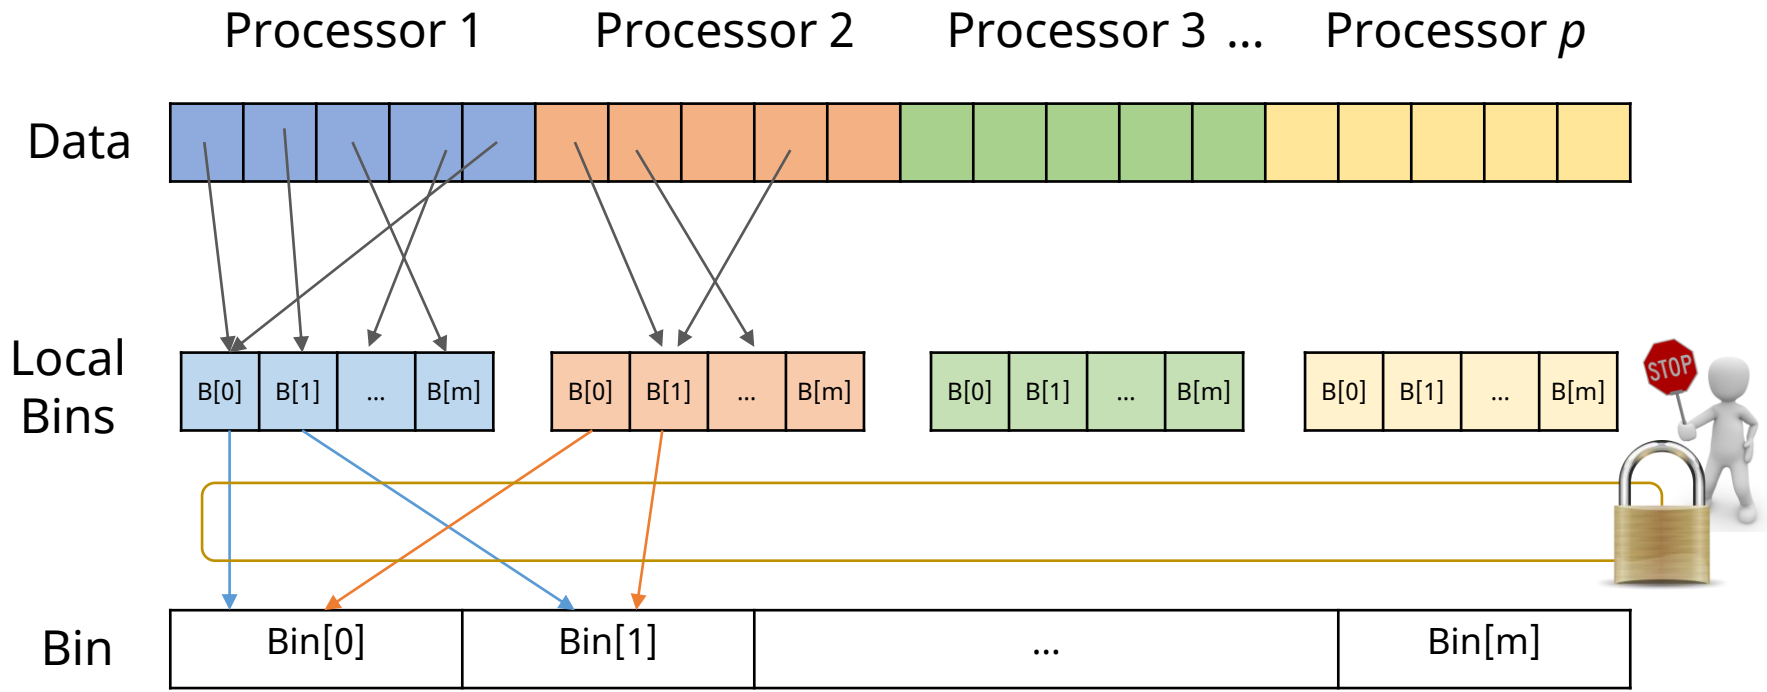 Processor 1 Processor 2 Processor 3 ... Processor p
Data
Local
Bins
B[0] B[1] ... B[m] B[0] B[1] ... B[m] B[0] B[1] ... B[m] B[0] B[1] ... B[m]
STOP
Bin
Bin[0] Bin[1] ... Bin[m]